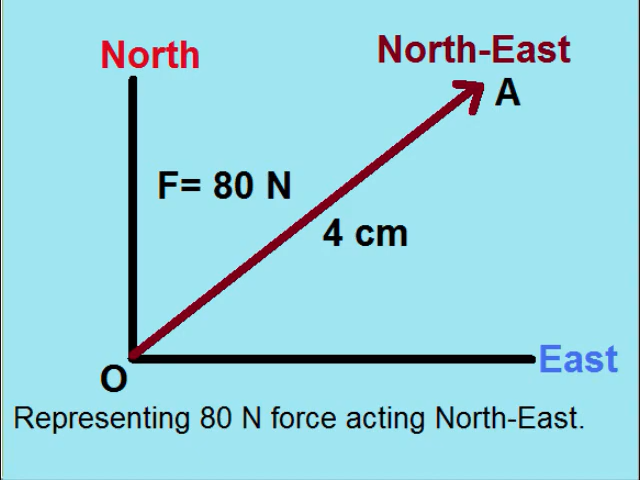 North
North-East
A
F= 80 N
4 cm
East
O
Representing 80 N force acting North-East.